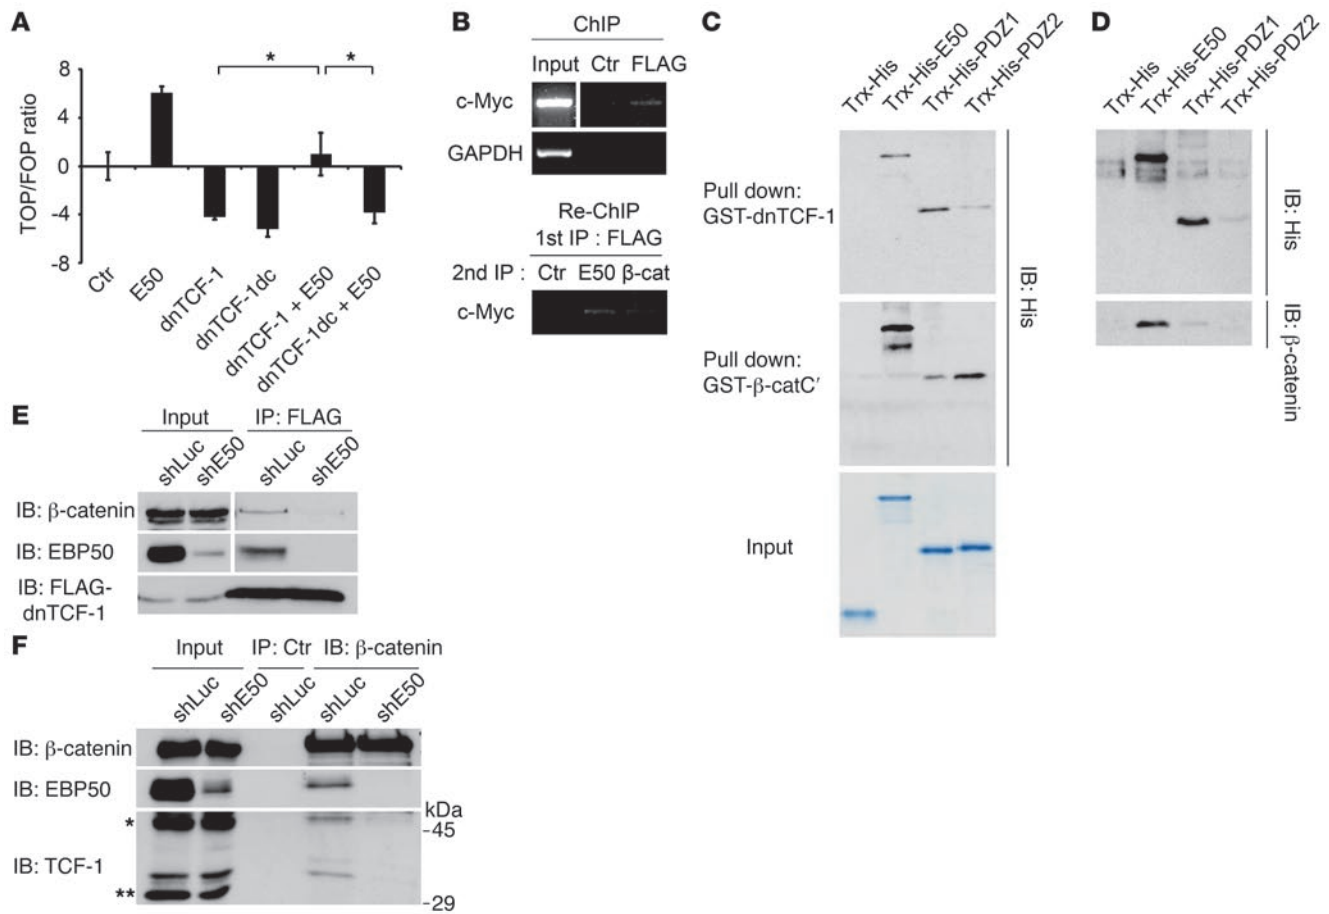 A
TOP/FOP ratio
8
4
0
-4
-8
Ctr
E50
dnTCF-1
dnTCF-1dc
dnTCF-1 + E50
dnTCF-1dc + E50
*
*
B
ChIP
Input Ctr FLAG
c-Myc
GAPDH
Re-ChIP
1st IP : FLAG
2nd IP : Ctr E50 β-cat
c-Myc
C
Trx-His
Trx-His-E50
Trx-His-PDZ1
Trx-His-PDZ2
Pull down:
GST-dnTCF-1
Pull down:
GST-β-catC′
IB: His
Input
D
Trx-His
Trx-His-E50
Trx-His-PDZ1
Trx-His-PDZ2
IB: His
IB: β-catenin
E
Input IP: FLAG
shLuc shE50 shLuc shE50
IB: β-catenin
IB: EBP50
IB: FLAG-
dnTCF-1
F
Input IP: Ctr IB: β-catenin
shLuc shE50 shLuc shLuc shE50
IB: β-catenin
IB: EBP50
kDa
*
-45
IB: TCF-1
**
-29